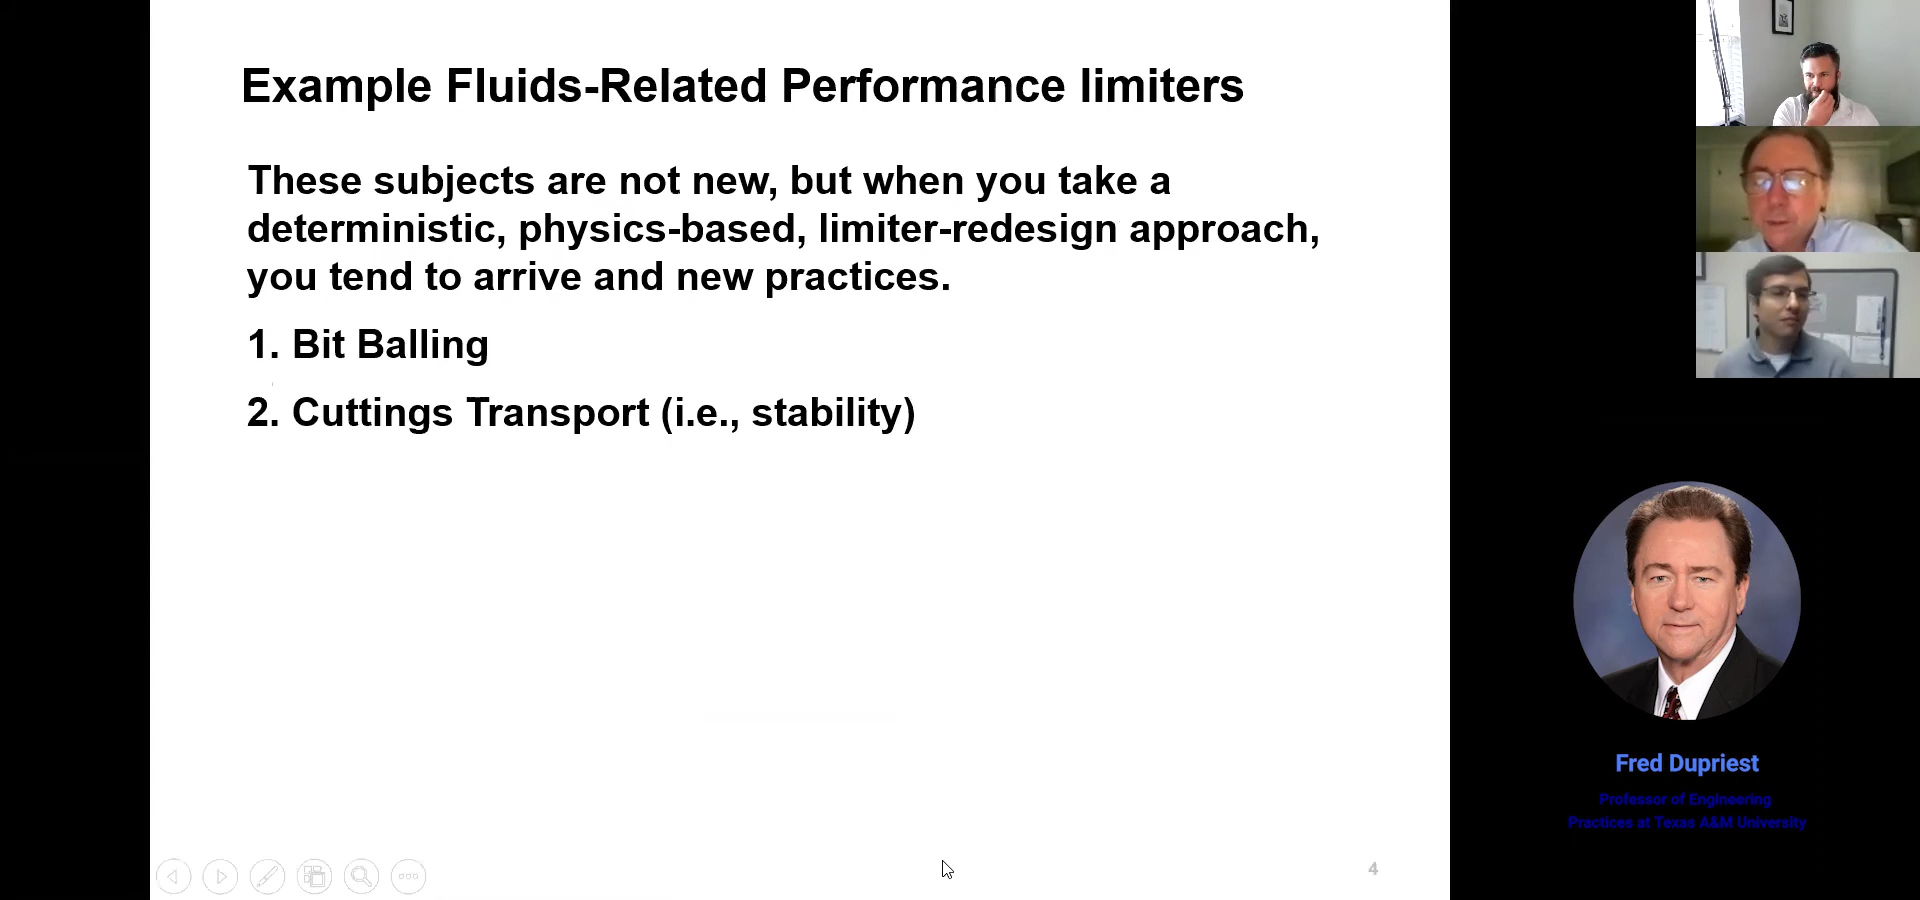 Example Fluids-Related Performance limiters
These subjects are not new, but when you take a
deterministic, physics-based, limiter-redesign approach,
you tend to arrive and new practices.
1. Bit Balling
2. Cuttings Transport (i.e., stability)
4
Fred Dupriest
Professor of Engineering
Practices at Texas A&M University